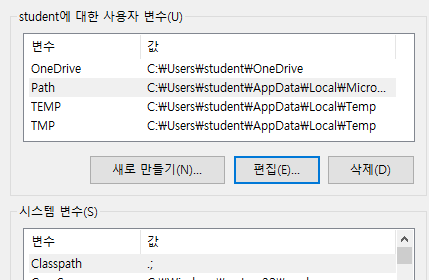 student에 대한 사용자 변수(U)
변수 값
OneDrive C:₩Users₩student₩OneDrive
Path C:₩Users₩student₩AppData₩Local₩Micro...
TEMP C:₩Users₩student₩AppData₩Local₩Temp
TMP C:₩Users₩student₩AppData₩Local₩Temp
새로 만들기(N)... 편집(E)... 삭제(D)
시스템 변수(S)
변수 값
Classpath .;